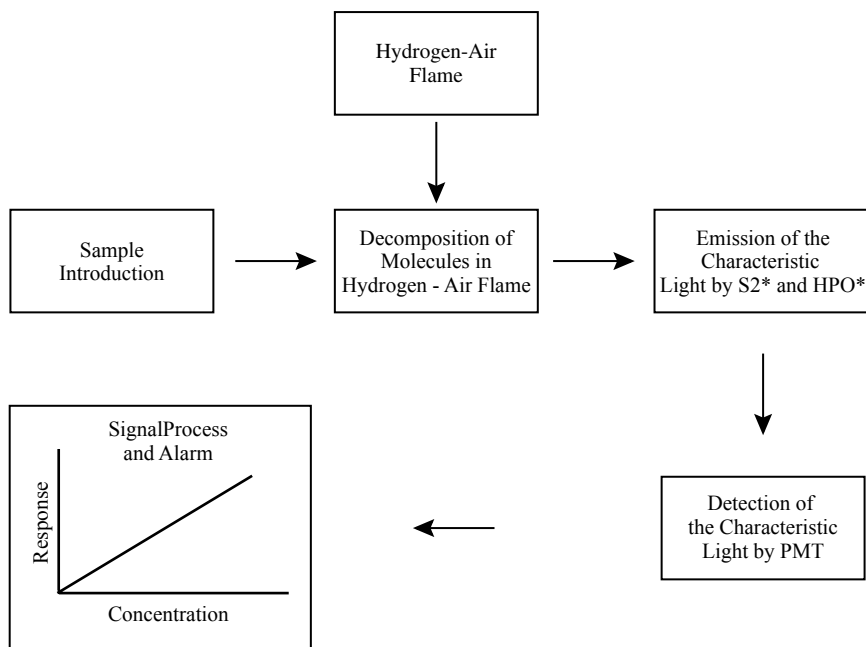 Hydrogen-Air
Flame
Sample
Introduction
Decomposition of
Molecules in
Hydrogen - Air Flame
Emission of the
Characteristic
Light by S2* and HPO*
Detection of
the Characteristic
Light by PMT
SignalProcess
and Alarm
Response
Concentration